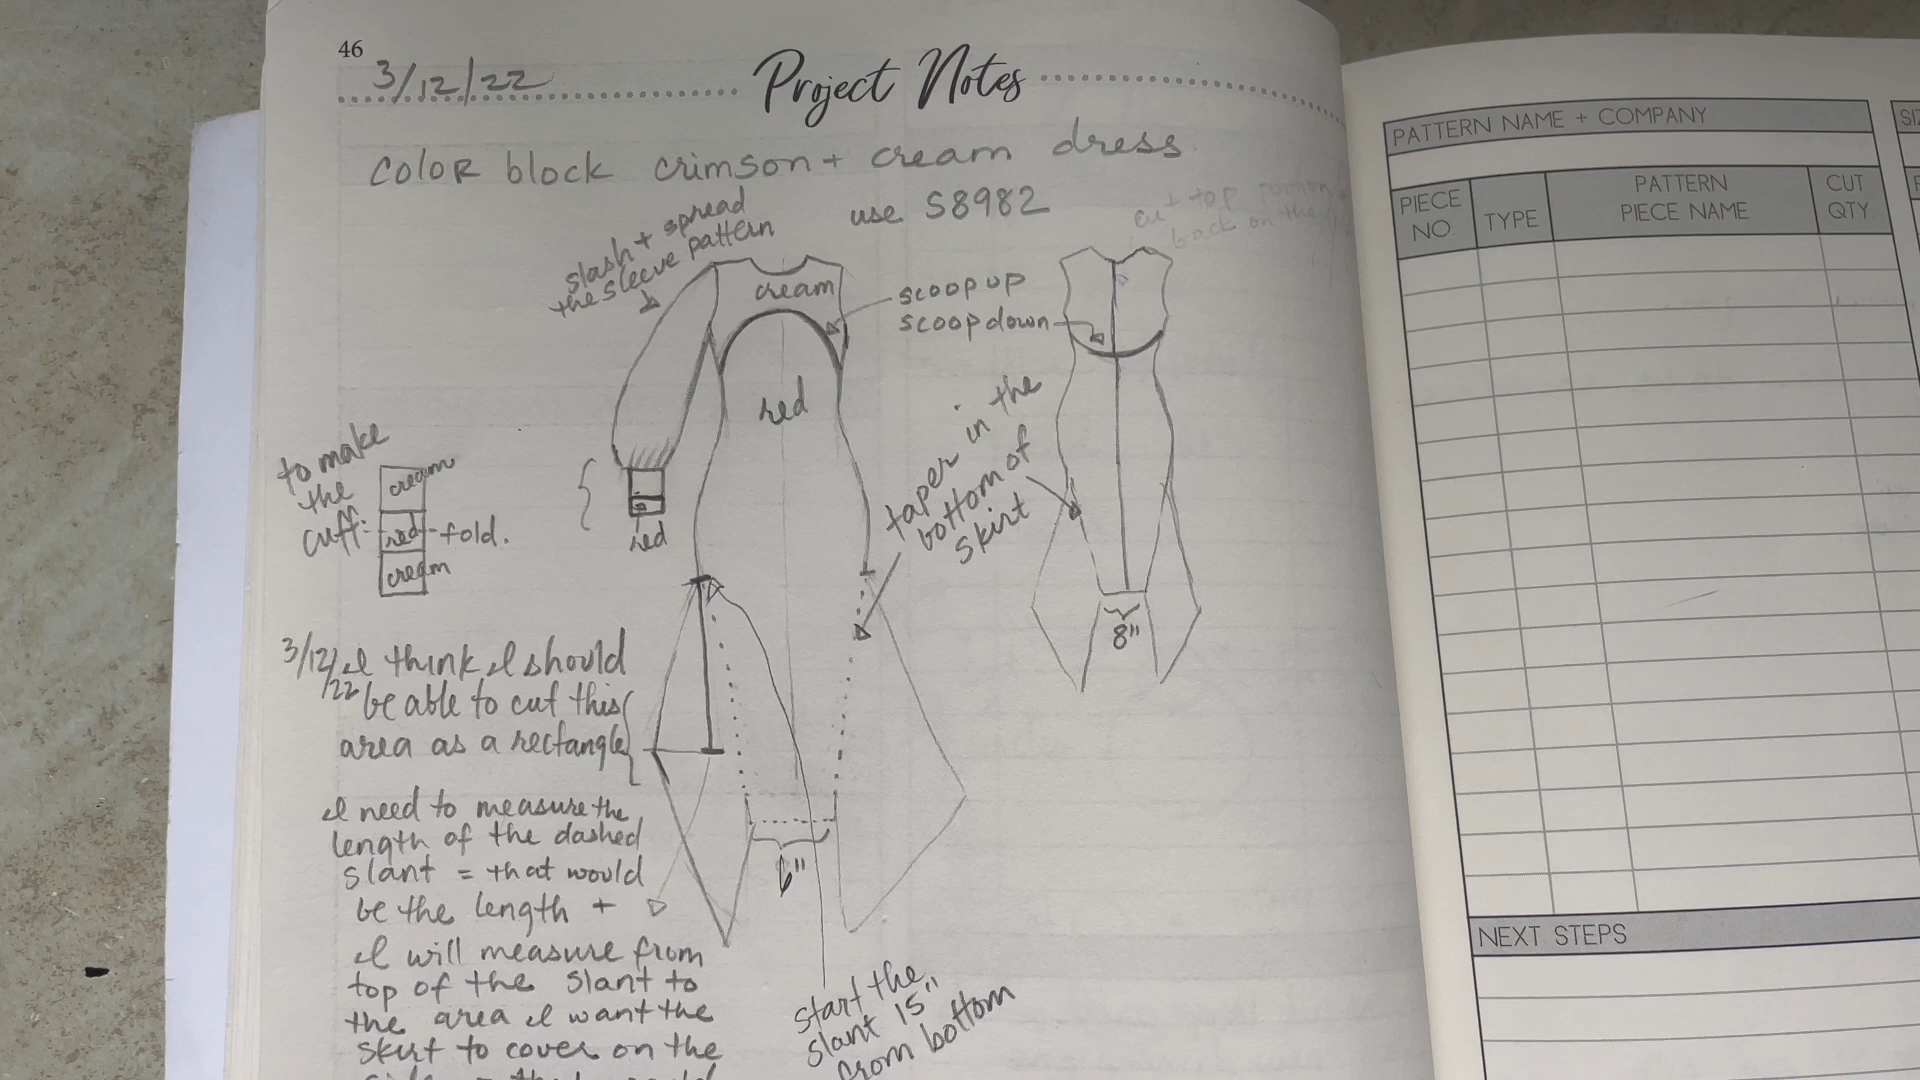 46
3/12/22
Project Notes
color block crimson + cream dress
use S8982
slash + spread
the sleeve pattern
cut top
back on the
cream
scoop up
scoop down
red
taper in the
bottom of
skirt
to make
the
cuff:
cream
red - fold.
cream
red
8"
3/12/22 I think I should
be able to cut this
area as a rectangle
I need to measure the
length of the dashed
slant = that would
be the length +
I will measure from
top of the slant to
the area I want the
skirt to cover on the
6"
start the
slant 15"
from bottom
PATTERN NAME + COMPANY
PIECE NO.
TYPE
PATTERN PIECE NAME
CUT QTY.
NEXT STEPS